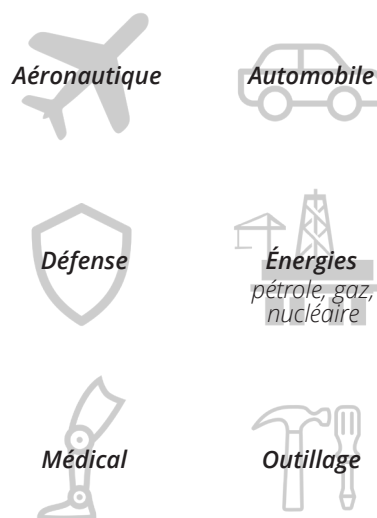 Aéronautique
Automobile
Défense
Énergies
pétrole, gaz,
nucléaire
Médical
Outillage